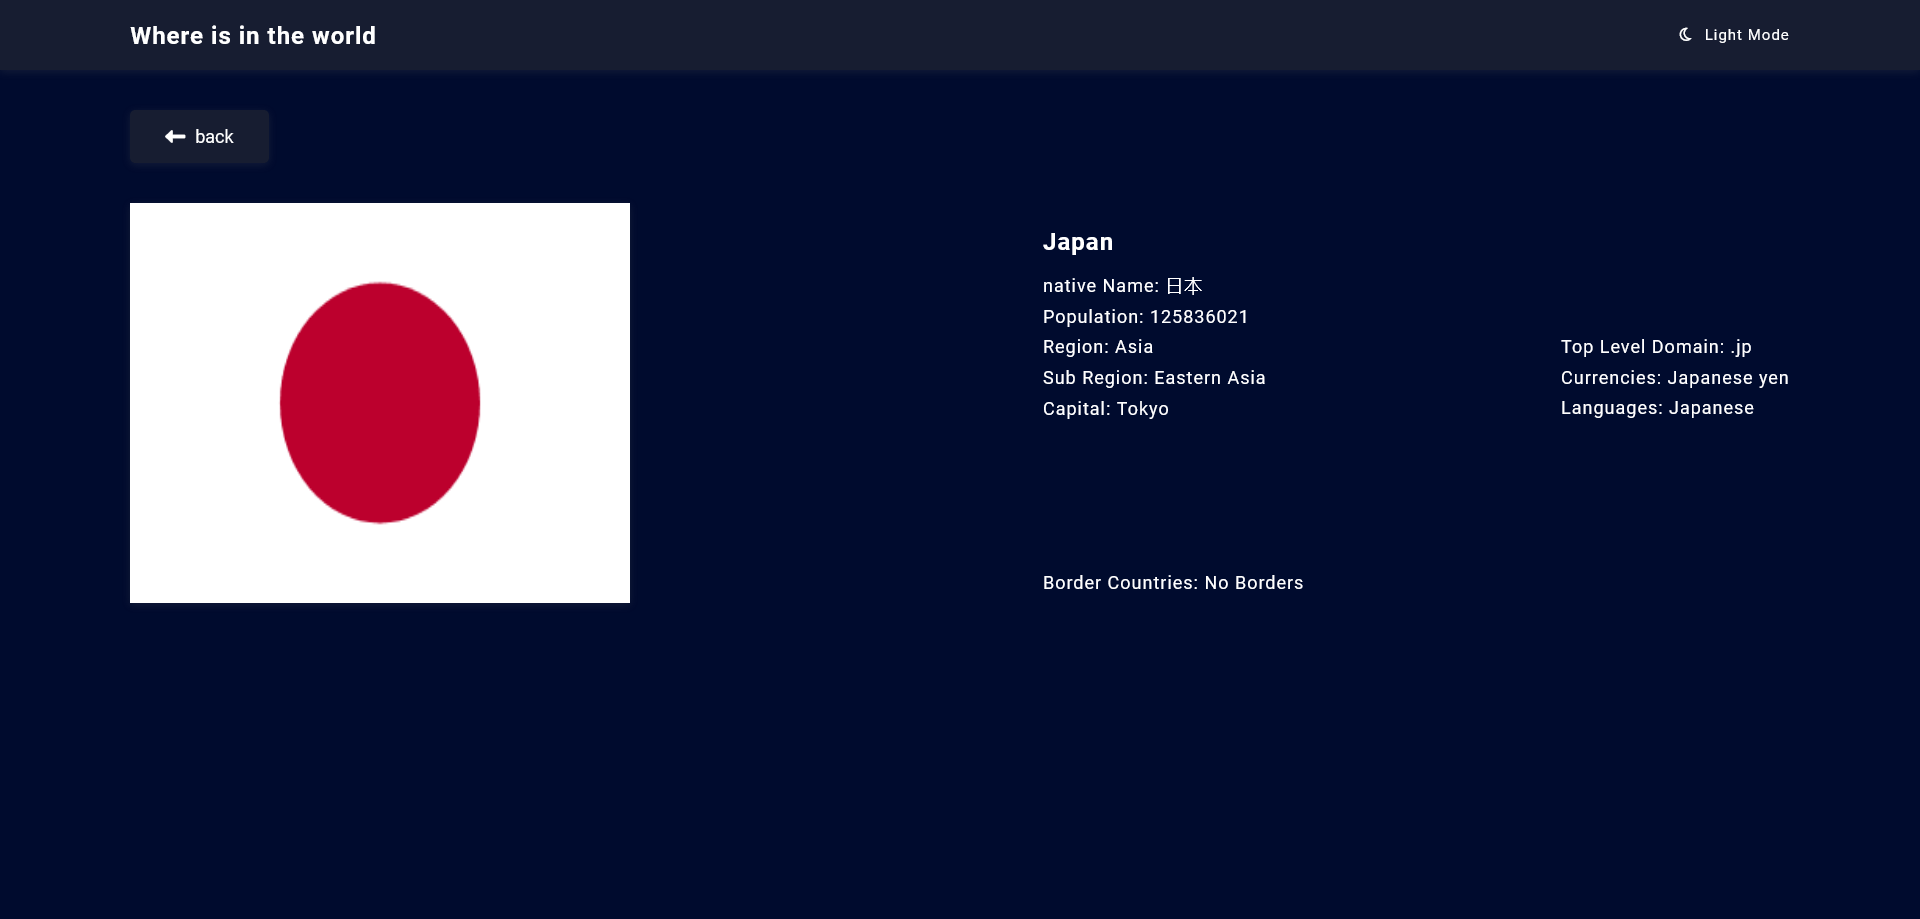 Where is in the world
Light Mode
back
Japan
native Name: 日本
Population: 125836021
Region: Asia
Sub Region: Eastern Asia
Capital: Tokyo
Top Level Domain: .jp
Currencies: Japanese yen
Languages: Japanese
Border Countries: No Borders